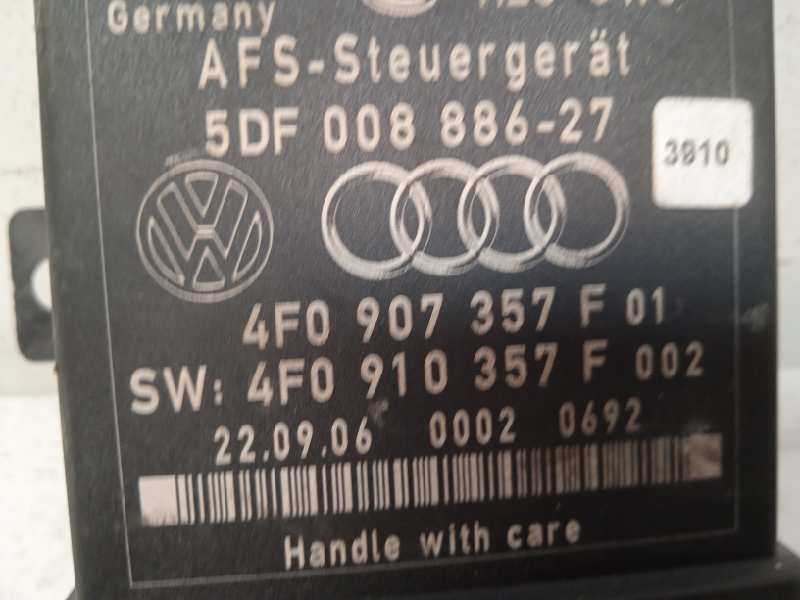 Germany
AFS-Steuergerät
5DF 008 886-27
3810
4F0 907 357 F 01
SW: 4F0 910 357 F 002
22.09.06 0002 0692
Handle with care